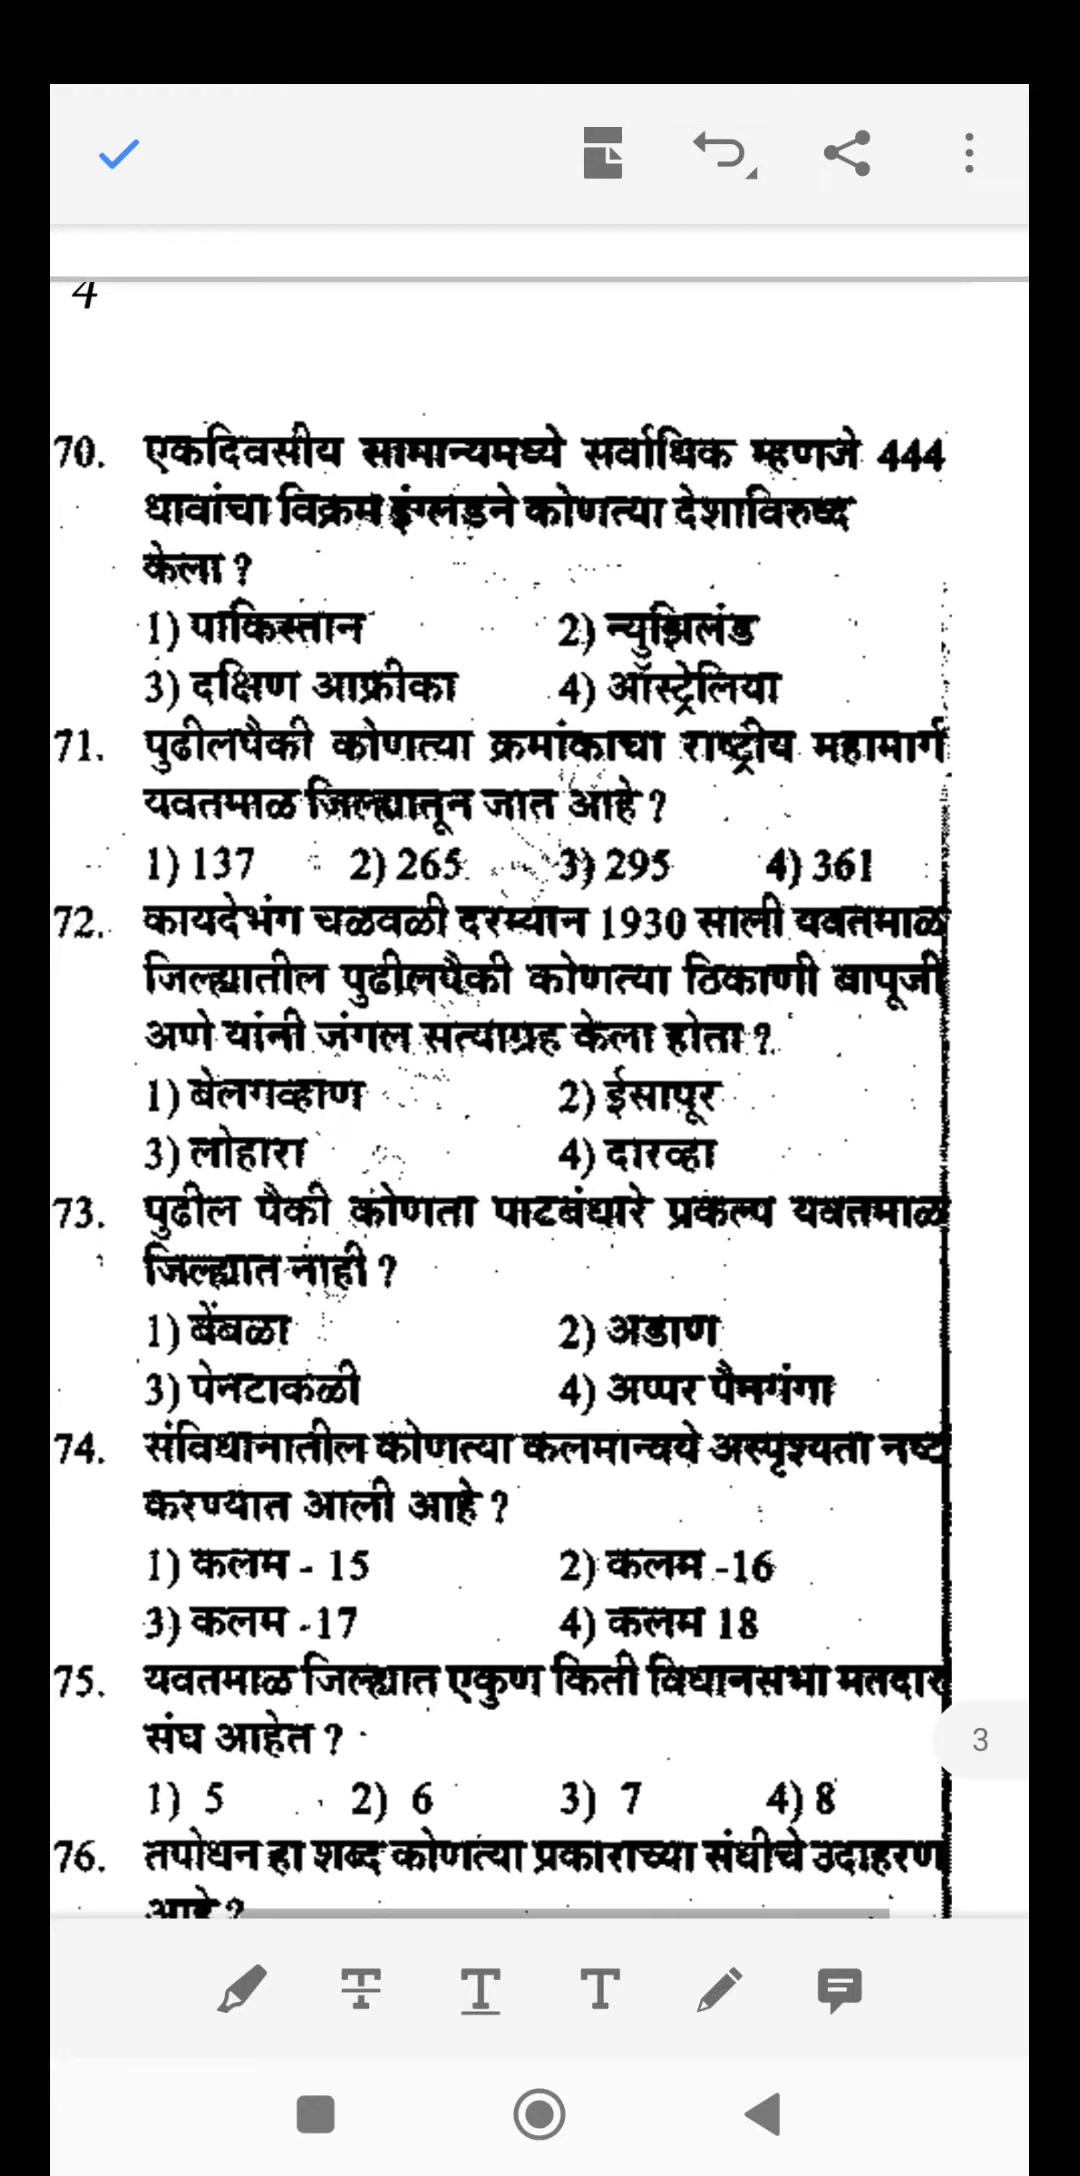 4
70. एकदिवसीय सामान्यमध्ये सर्वाधिक म्हणजे 444
धावांचा विक्रम इंग्लडने कोणत्या देशाविरुध्द
केला ?
1) पाकिस्तान 2) न्युझिलंड
3) दक्षिण आफ्रीका 4) ऑस्ट्रेलिया
71. पुढीलपैकी कोणत्या क्रमांकाचा राष्ट्रीय महामार्ग
यवतमाळ जिल्ह्यातून जात आहे ?
1) 137 2) 265 3) 295 4) 361
72. कायदेभंग चळवळी दरम्यान 1930 साली यवतमाळ
जिल्ह्यातील पुढीलपैकी कोणत्या ठिकाणी बापूजी
अणे यांनी जंगल सत्याग्रह केला होता ?
1) बेलगव्हाण 2) ईसापूर
3) लोहारा 4) दारव्हा
73. पुढील पैकी कोणता पाटबंधारे प्रकल्प यवतमाळ
जिल्ह्यात नाही ?
1) बेंबळा 2) अडाण
3) पेनटाकळी 4) अप्पर पैनगंगा
74. संविधानातील कोणत्या कलमान्वये अस्पृश्यता नष्ट
करण्यात आली आहे ?
1) कलम - 15 2) कलम -16
3) कलम -17 4) कलम 18
75. यवतमाळ जिल्ह्यात एकुण किती विधानसभा मतदार
संघ आहेत ?
3
1) 5 2) 6 3) 7 4) 8
76. तपोधन हा शब्द कोणत्या प्रकाराच्या संधीचे उदाहरण
आहे ?